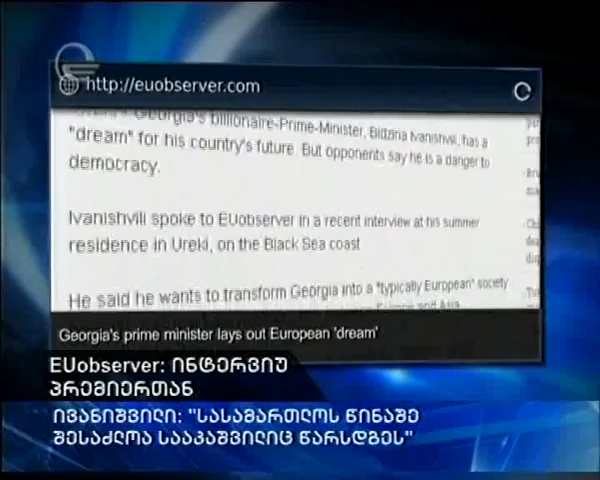 http://euobserver.com
Georgia's billionaire-Prime-Minister, Bidzina Ivanishvili, has a
"dream" for his country's future. But opponents say he is a danger to
democracy.
Ivanishvili spoke to EUobserver in a recent interview at his summer
residence in Ureki, on the Black Sea coast
He said he wants to transform Georgia into a "typically European" society
Europe and Asia
Georgia's prime minister lays out European 'dream'
EUobserver: ინტერვიუ
პრემიერთან
ივანიშვილი: "სასამართლოს წინაშე
შესაძლოა სააკაშვილიც წარსდგეს"